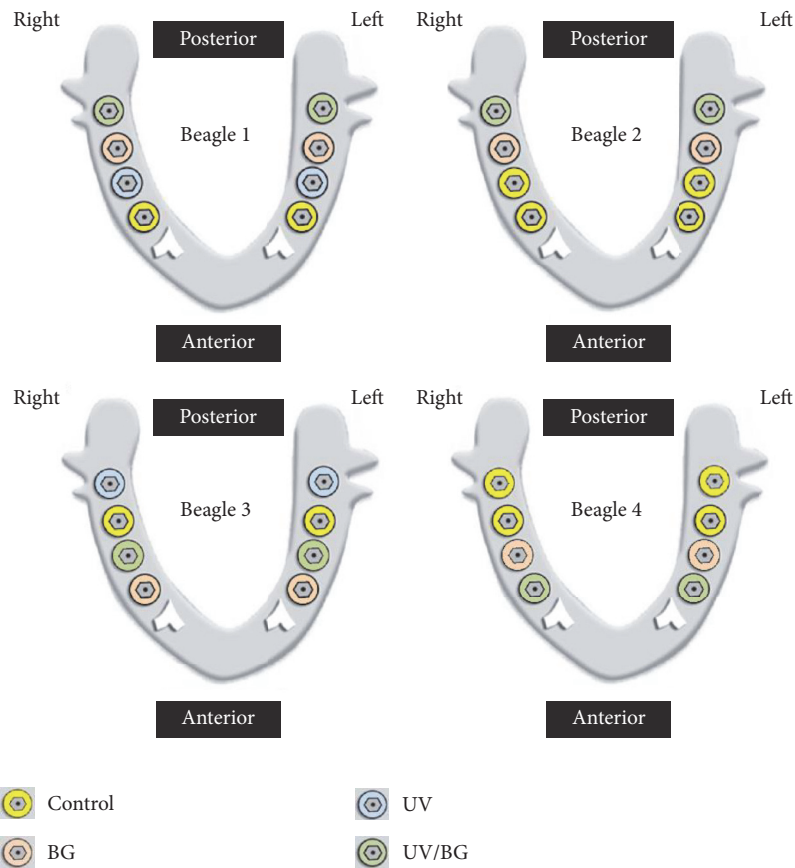 Right Posterior Left
Beagle 1
Anterior
Right Posterior Left
Beagle 2
Anterior
Right Posterior Left
Beagle 3
Anterior
Right Posterior Left
Beagle 4
Anterior
Control
UV
BG
UV/BG